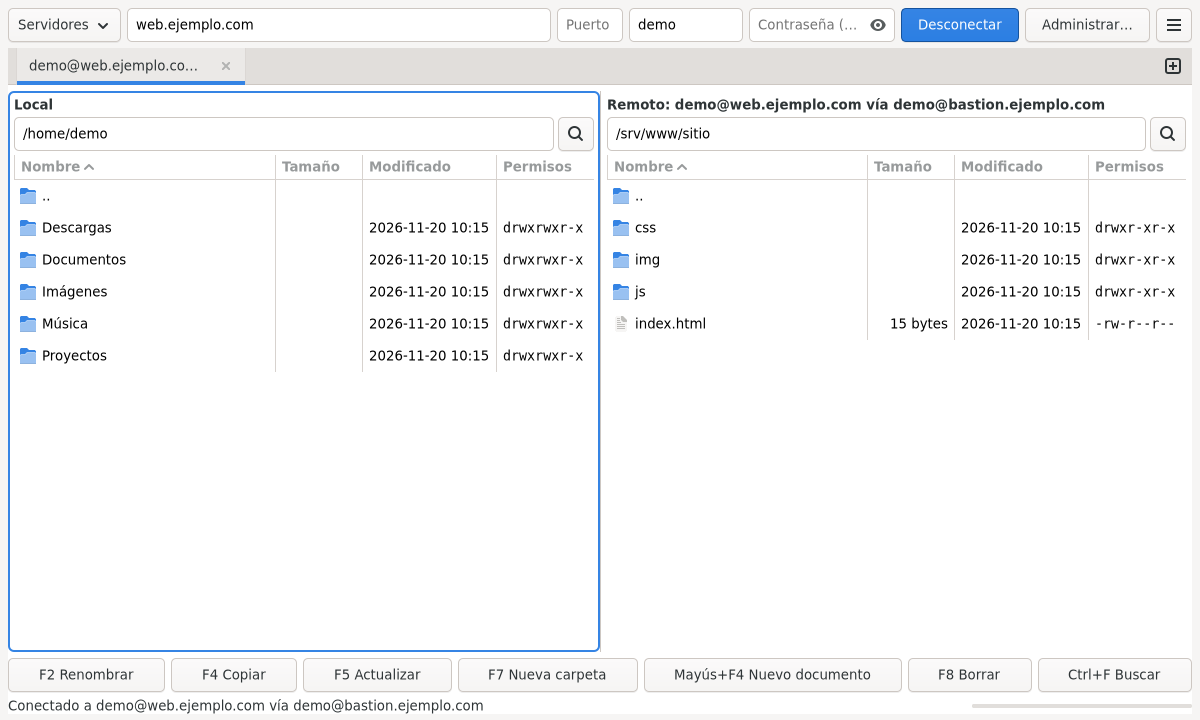 Servidores web.ejemplo.com Puerto demo Contraseña (... Desconectar Administrar...
demo@web.ejemplo.co...
Local
/home/demo
Nombre Tamaño Modificado Permisos
..
Descargas 2026-11-20 10:15 drwxrwxr-x
Documentos 2026-11-20 10:15 drwxrwxr-x
Imágenes 2026-11-20 10:15 drwxrwxr-x
Música 2026-11-20 10:15 drwxrwxr-x
Proyectos 2026-11-20 10:15 drwxrwxr-x
Remoto: demo@web.ejemplo.com vía demo@bastion.ejemplo.com
/srv/www/sitio
Nombre Tamaño Modificado Permisos
..
css 2026-11-20 10:15 drwxr-xr-x
img 2026-11-20 10:15 drwxr-xr-x
js 2026-11-20 10:15 drwxr-xr-x
index.html 15 bytes 2026-11-20 10:15 -rw-r--r--
F2 Renombrar F4 Copiar F5 Actualizar F7 Nueva carpeta Mayús+F4 Nuevo documento F8 Borrar Ctrl+F Buscar
Conectado a demo@web.ejemplo.com vía demo@bastion.ejemplo.com